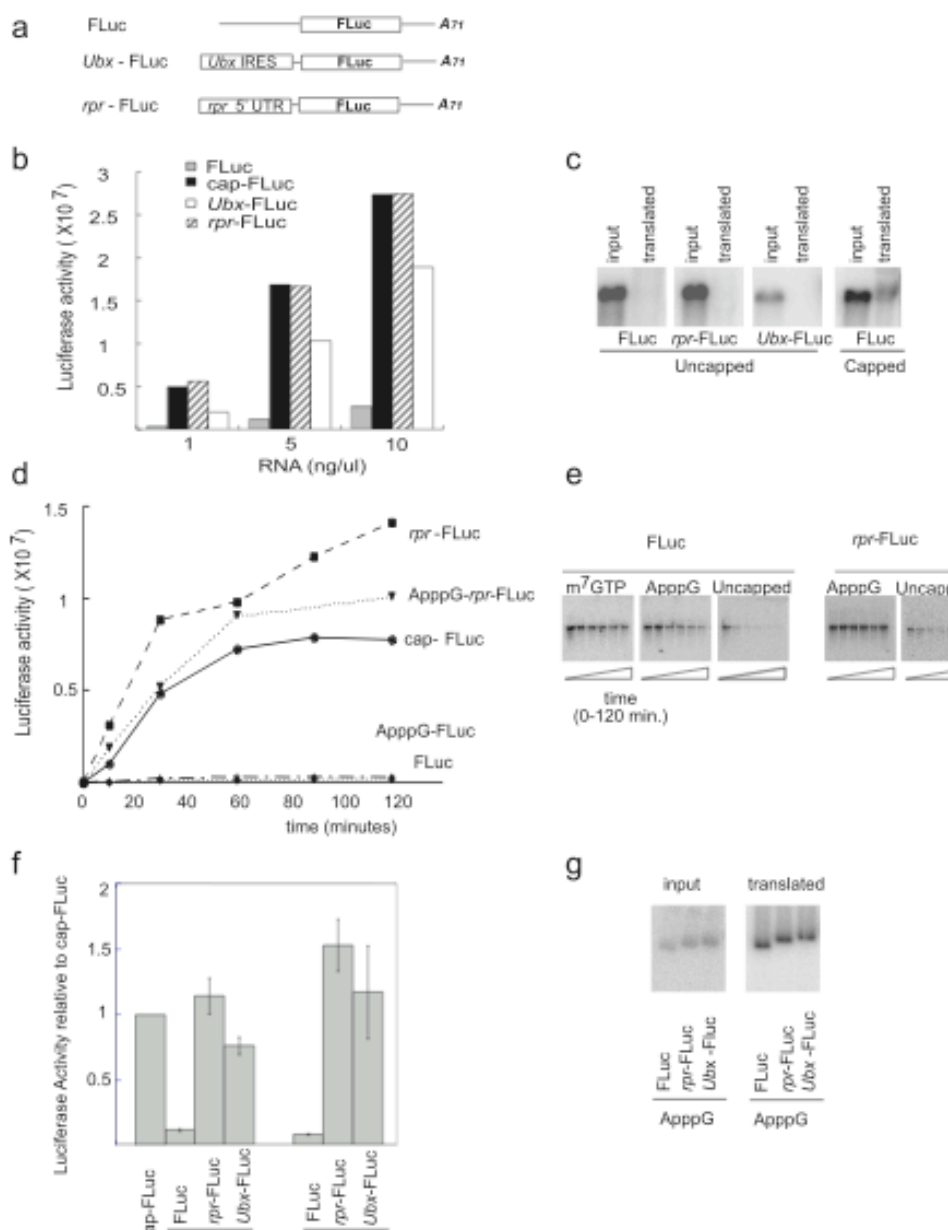 a
FLuc
FLuc
A71
Ubx - FLuc
Ubx IRES
FLuc
A71
rpr - FLuc
rpr 5' UTR
FLuc
A71
b
Luciferase activity ( X10 7)
3
2.5
2
1.5
1
0.5
FLuc
cap-FLuc
Ubx-FLuc
rpr-FLuc
1
5
10
RNA (ng/ul)
c
input
translated
input
translated
input
translated
input
translated
FLuc
rpr-FLuc
Ubx-FLuc
FLuc
Uncapped
Capped
d
Luciferase activity ( X10 7)
1.5
1
0.5
rpr -FLuc
ApppG-rpr-FLuc
cap- FLuc
ApppG-FLuc
FLuc
0
20
40
60
80
100
120
time (minutes)
e
FLuc
rpr-FLuc
m7GTP
ApppG
Uncapped
ApppG
time
(0-120 min.)
f
Luciferase Activity relative to cap-FLuc
2
1.5
1
0.5
FLuc
rpr-FLuc
Ubx-FLuc
FLuc
rpr-FLuc
Ubx-FLuc
g
input
translated
FLuc
rpr-FLuc
Ubx -Fluc
FLuc
rpr-FLuc
Ubx -FLuc
ApppG
ApppG